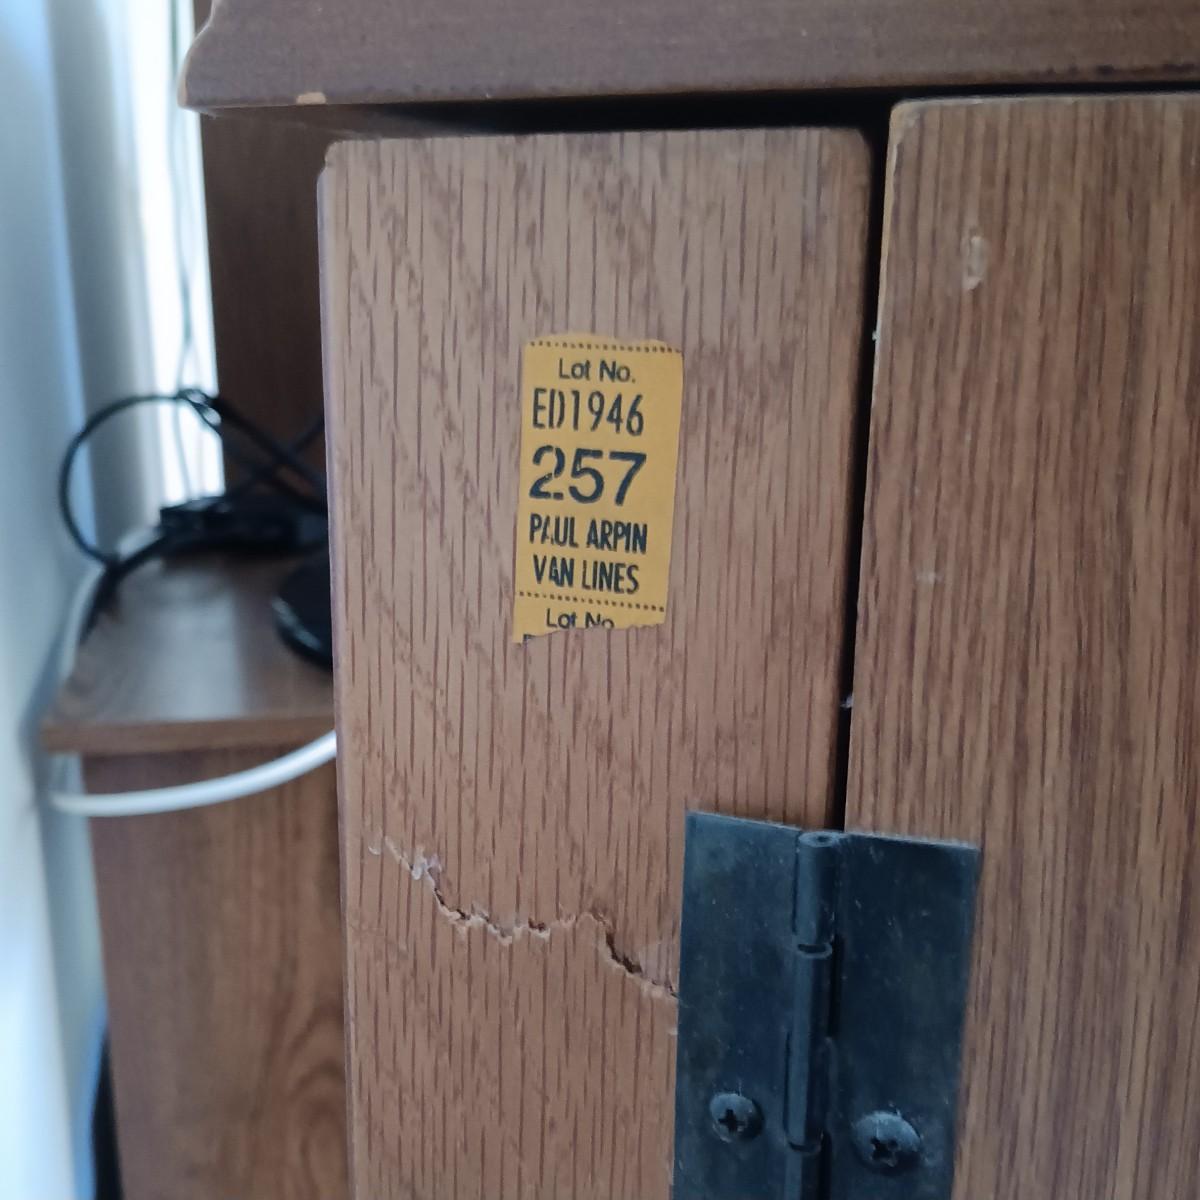 Lot No.
ED1946
257
PAUL ARPIN
VAN LINES
Lot No.